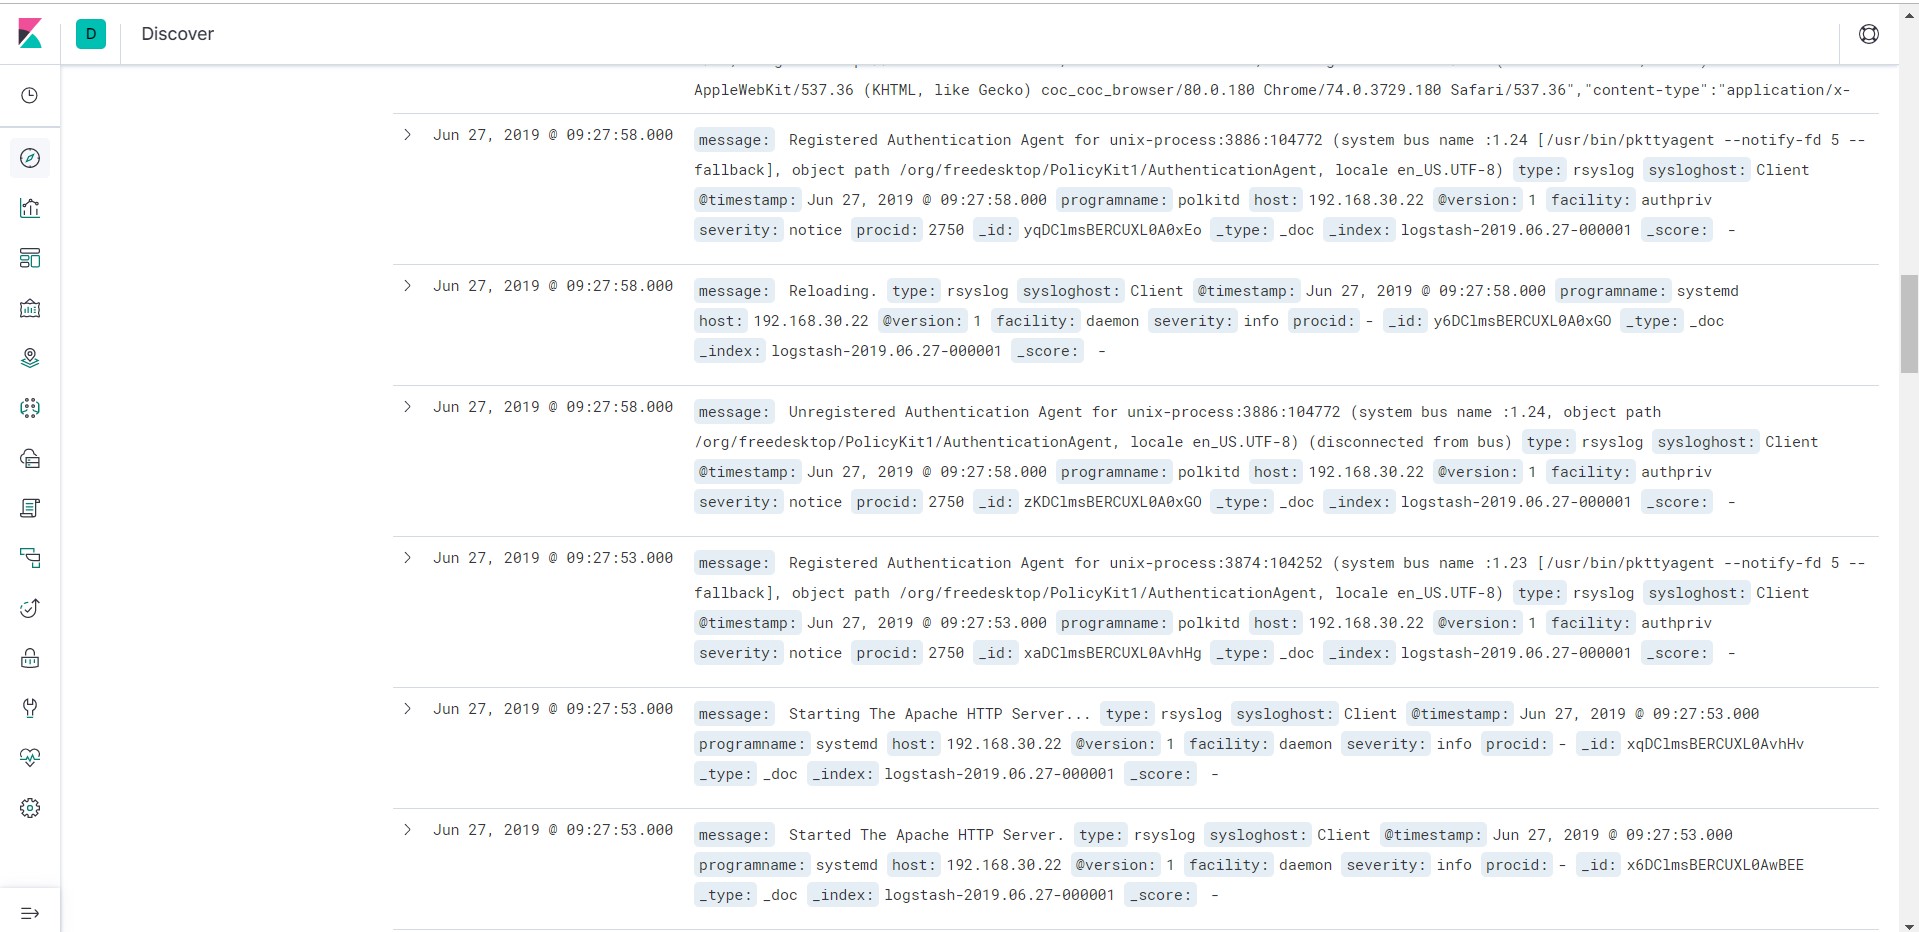 D Discover
AppleWebKit/537.36 (KHTML, like Gecko) coc_coc_browser/80.0.180 Chrome/74.0.3729.180 Safari/537.36","content-type":"application/x-
Jun 27, 2019 @ 09:27:58.000 message: Registered Authentication Agent for unix-process:3886:104772 (system bus name :1.24 [/usr/bin/pkttyagent --notify-fd 5 --
fallback], object path /org/freedesktop/PolicyKit1/AuthenticationAgent, locale en_US.UTF-8) type: rsyslog sysloghost: Client
@timestamp: Jun 27, 2019 @ 09:27:58.000 programname: polkitd host: 192.168.30.22 @version: 1 facility: authpriv
severity: notice procid: 2750 _id: yqDClmsBERCUXL0A0xEo _type: _doc _index: logstash-2019.06.27-000001 _score: -
Jun 27, 2019 @ 09:27:58.000 message: Reloading. type: rsyslog sysloghost: Client @timestamp: Jun 27, 2019 @ 09:27:58.000 programname: systemd
host: 192.168.30.22 @version: 1 facility: daemon severity: info procid: - _id: y6DClmsBERCUXL0A0xGO _type: _doc
_index: logstash-2019.06.27-000001 _score: -
Jun 27, 2019 @ 09:27:58.000 message: Unregistered Authentication Agent for unix-process:3886:104772 (system bus name :1.24, object path
/org/freedesktop/PolicyKit1/AuthenticationAgent, locale en_US.UTF-8) (disconnected from bus) type: rsyslog sysloghost: Client
@timestamp: Jun 27, 2019 @ 09:27:58.000 programname: polkitd host: 192.168.30.22 @version: 1 facility: authpriv
severity: notice procid: 2750 _id: zKDClmsBERCUXL0A0xGO _type: _doc _index: logstash-2019.06.27-000001 _score: -
Jun 27, 2019 @ 09:27:53.000 message: Registered Authentication Agent for unix-process:3874:104252 (system bus name :1.23 [/usr/bin/pkttyagent --notify-fd 5 --
fallback], object path /org/freedesktop/PolicyKit1/AuthenticationAgent, locale en_US.UTF-8) type: rsyslog sysloghost: Client
@timestamp: Jun 27, 2019 @ 09:27:53.000 programname: polkitd host: 192.168.30.22 @version: 1 facility: authpriv
severity: notice procid: 2750 _id: xaDClmsBERCUXL0AvhHg _type: _doc _index: logstash-2019.06.27-000001 _score: -
Jun 27, 2019 @ 09:27:53.000 message: Starting The Apache HTTP Server... type: rsyslog sysloghost: Client @timestamp: Jun 27, 2019 @ 09:27:53.000
programname: systemd host: 192.168.30.22 @version: 1 facility: daemon severity: info procid: - _id: xqDClmsBERCUXL0AvhHv
_type: _doc _index: logstash-2019.06.27-000001 _score: -
Jun 27, 2019 @ 09:27:53.000 message: Started The Apache HTTP Server. type: rsyslog sysloghost: Client @timestamp: Jun 27, 2019 @ 09:27:53.000
programname: systemd host: 192.168.30.22 @version: 1 facility: daemon severity: info procid: - _id: x6DClmsBERCUXL0AwBEE
_type: _doc _index: logstash-2019.06.27-000001 _score: -